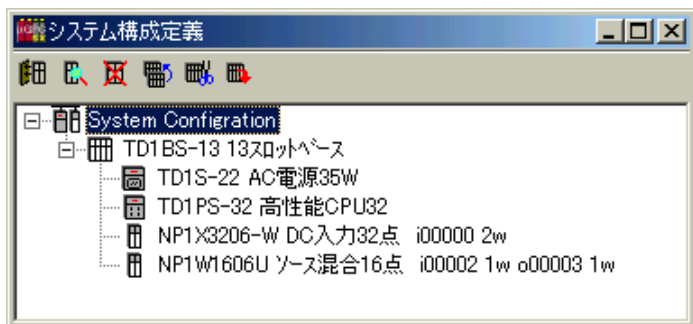 システム構成定義
System Configration
TD1BS-13 13スロットベース
TD1S-22 AC電源35W
TD1PS-32 高性能CPU32
NP1X3206-W DC入力32点 i00000 2w
NP1W1606U ソース混合16点 i00002 1w o00003 1w